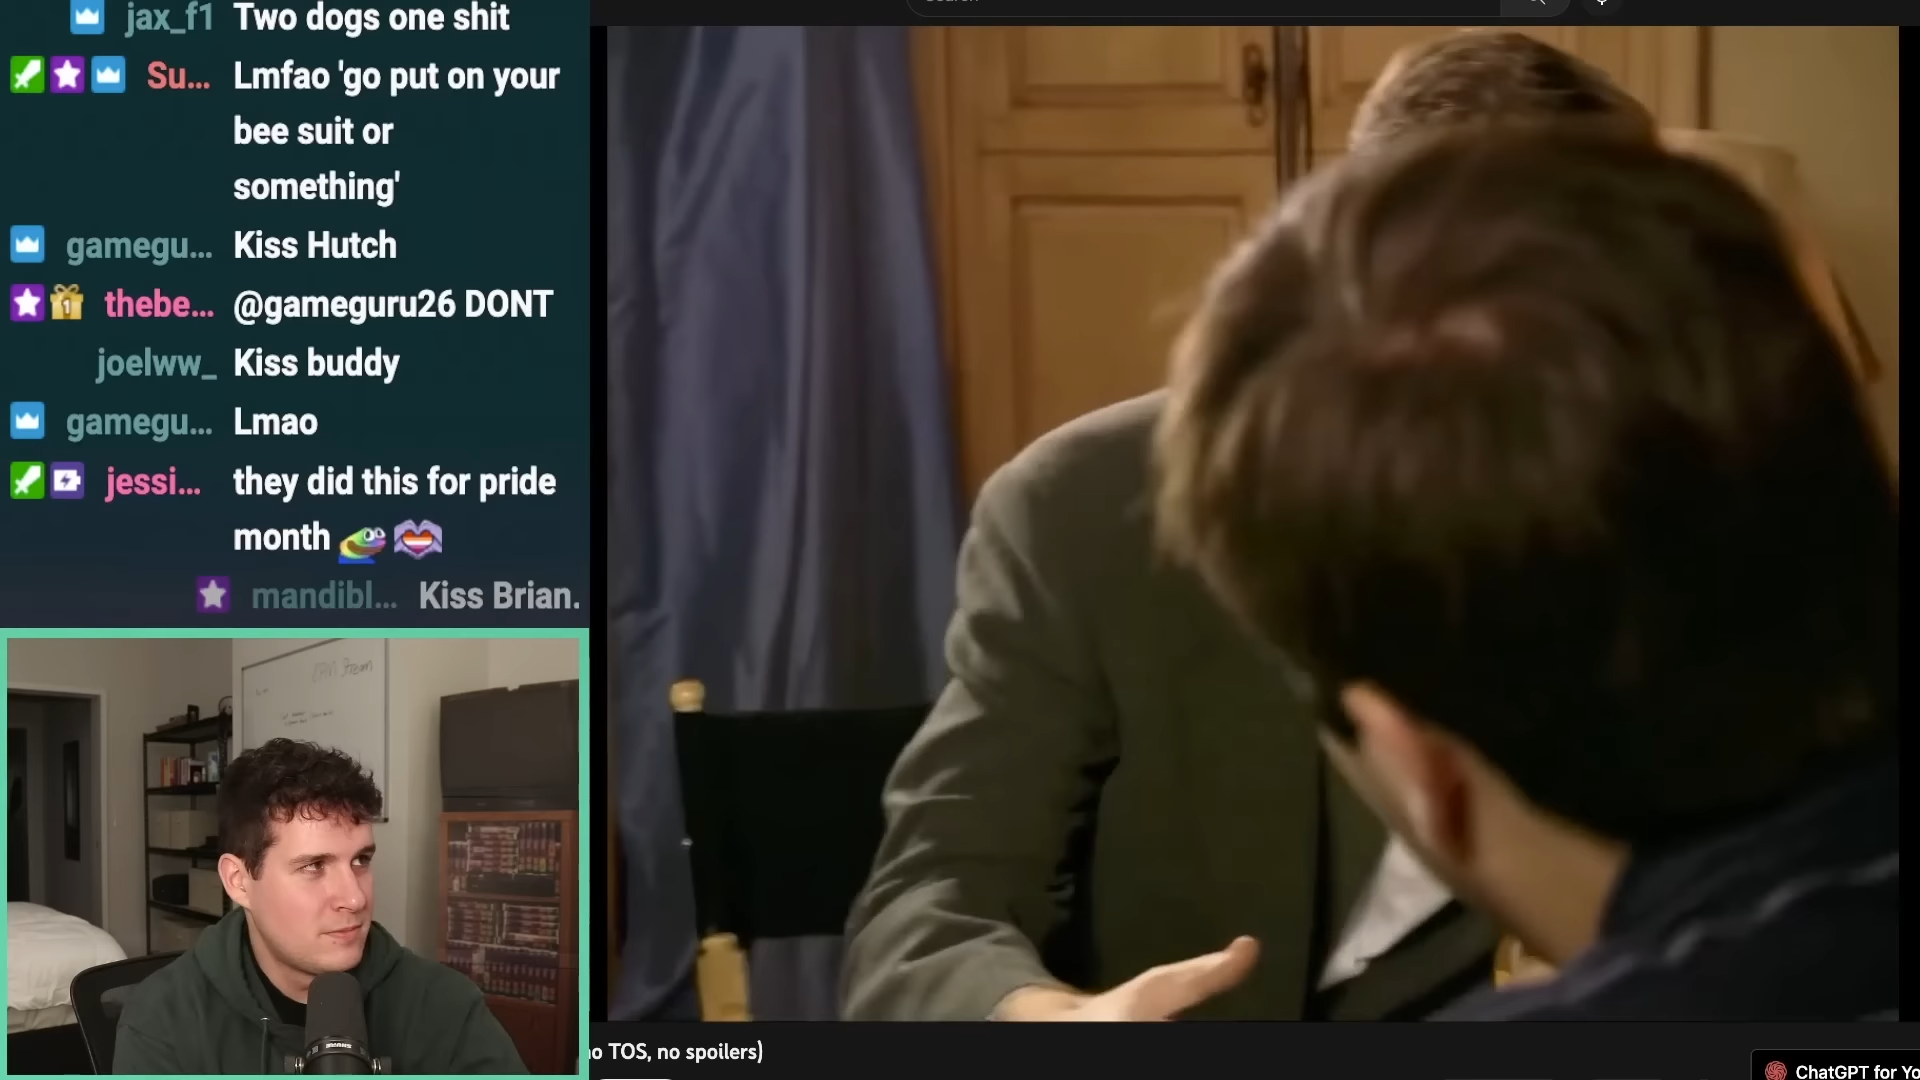 Search
jax_f1 Two dogs one shit
Su... Lmfao 'go put on your
bee suit or
something'
gamegu... Kiss Hutch
thebe... @gameguru26 DONT
joelww_ Kiss buddy
gamegu... Lmao
jessi... they did this for pride
month
mandibl... Kiss Brian.
no TOS, no spoilers)
ChatGPT for Yo